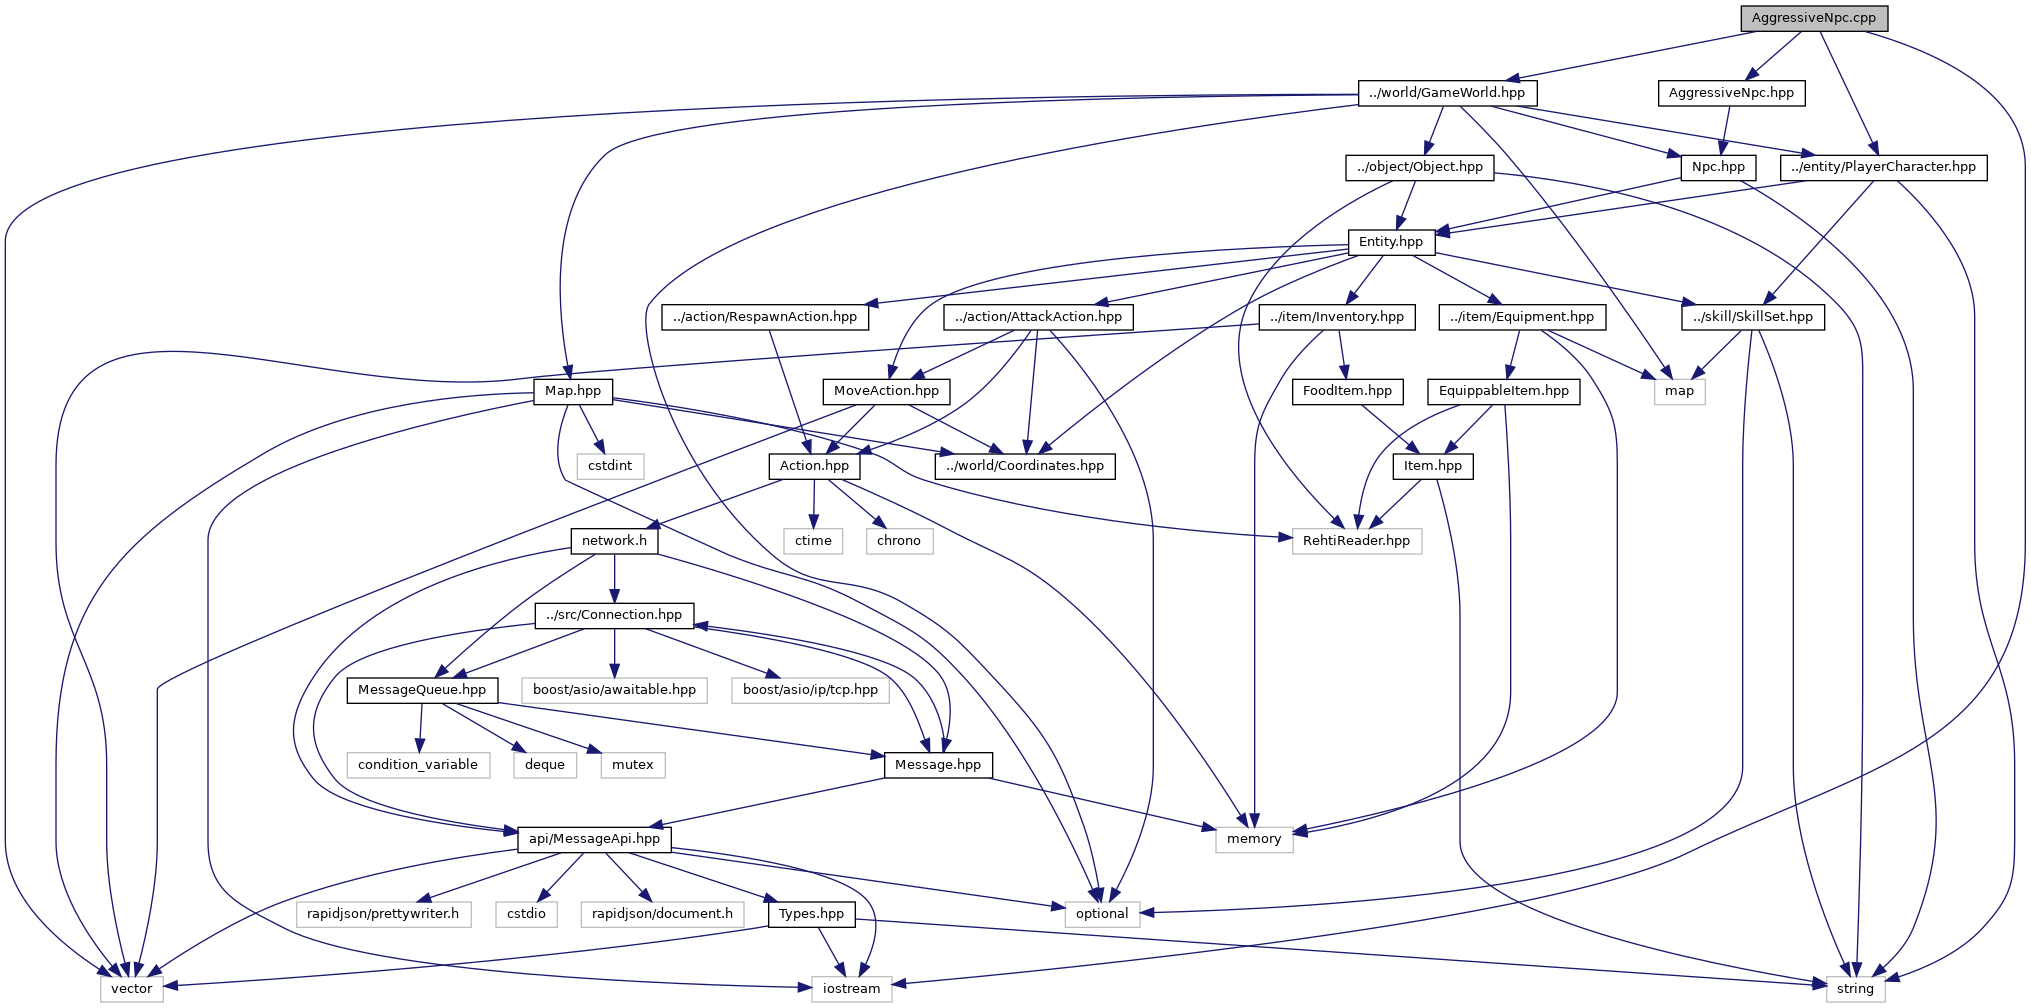 AggressiveNpc.cpp
../world/GameWorld.hpp
AggressiveNpc.hpp
../object/Object.hpp
Npc.hpp
../entity/PlayerCharacter.hpp
Entity.hpp
../action/RespawnAction.hpp
../action/AttackAction.hpp
../item/Inventory.hpp
../item/Equipment.hpp
../skill/SkillSet.hpp
Map.hpp
MoveAction.hpp
FoodItem.hpp
EquippableItem.hpp
map
cstdint
Action.hpp
../world/Coordinates.hpp
Item.hpp
network.h
ctime
chrono
RehtiReader.hpp
../src/Connection.hpp
MessageQueue.hpp
boost/asio/awaitable.hpp
boost/asio/ip/tcp.hpp
condition_variable
deque
mutex
Message.hpp
api/MessageApi.hpp
memory
rapidjson/prettywriter.h
cstdio
rapidjson/document.h
Types.hpp
optional
vector
iostream
string